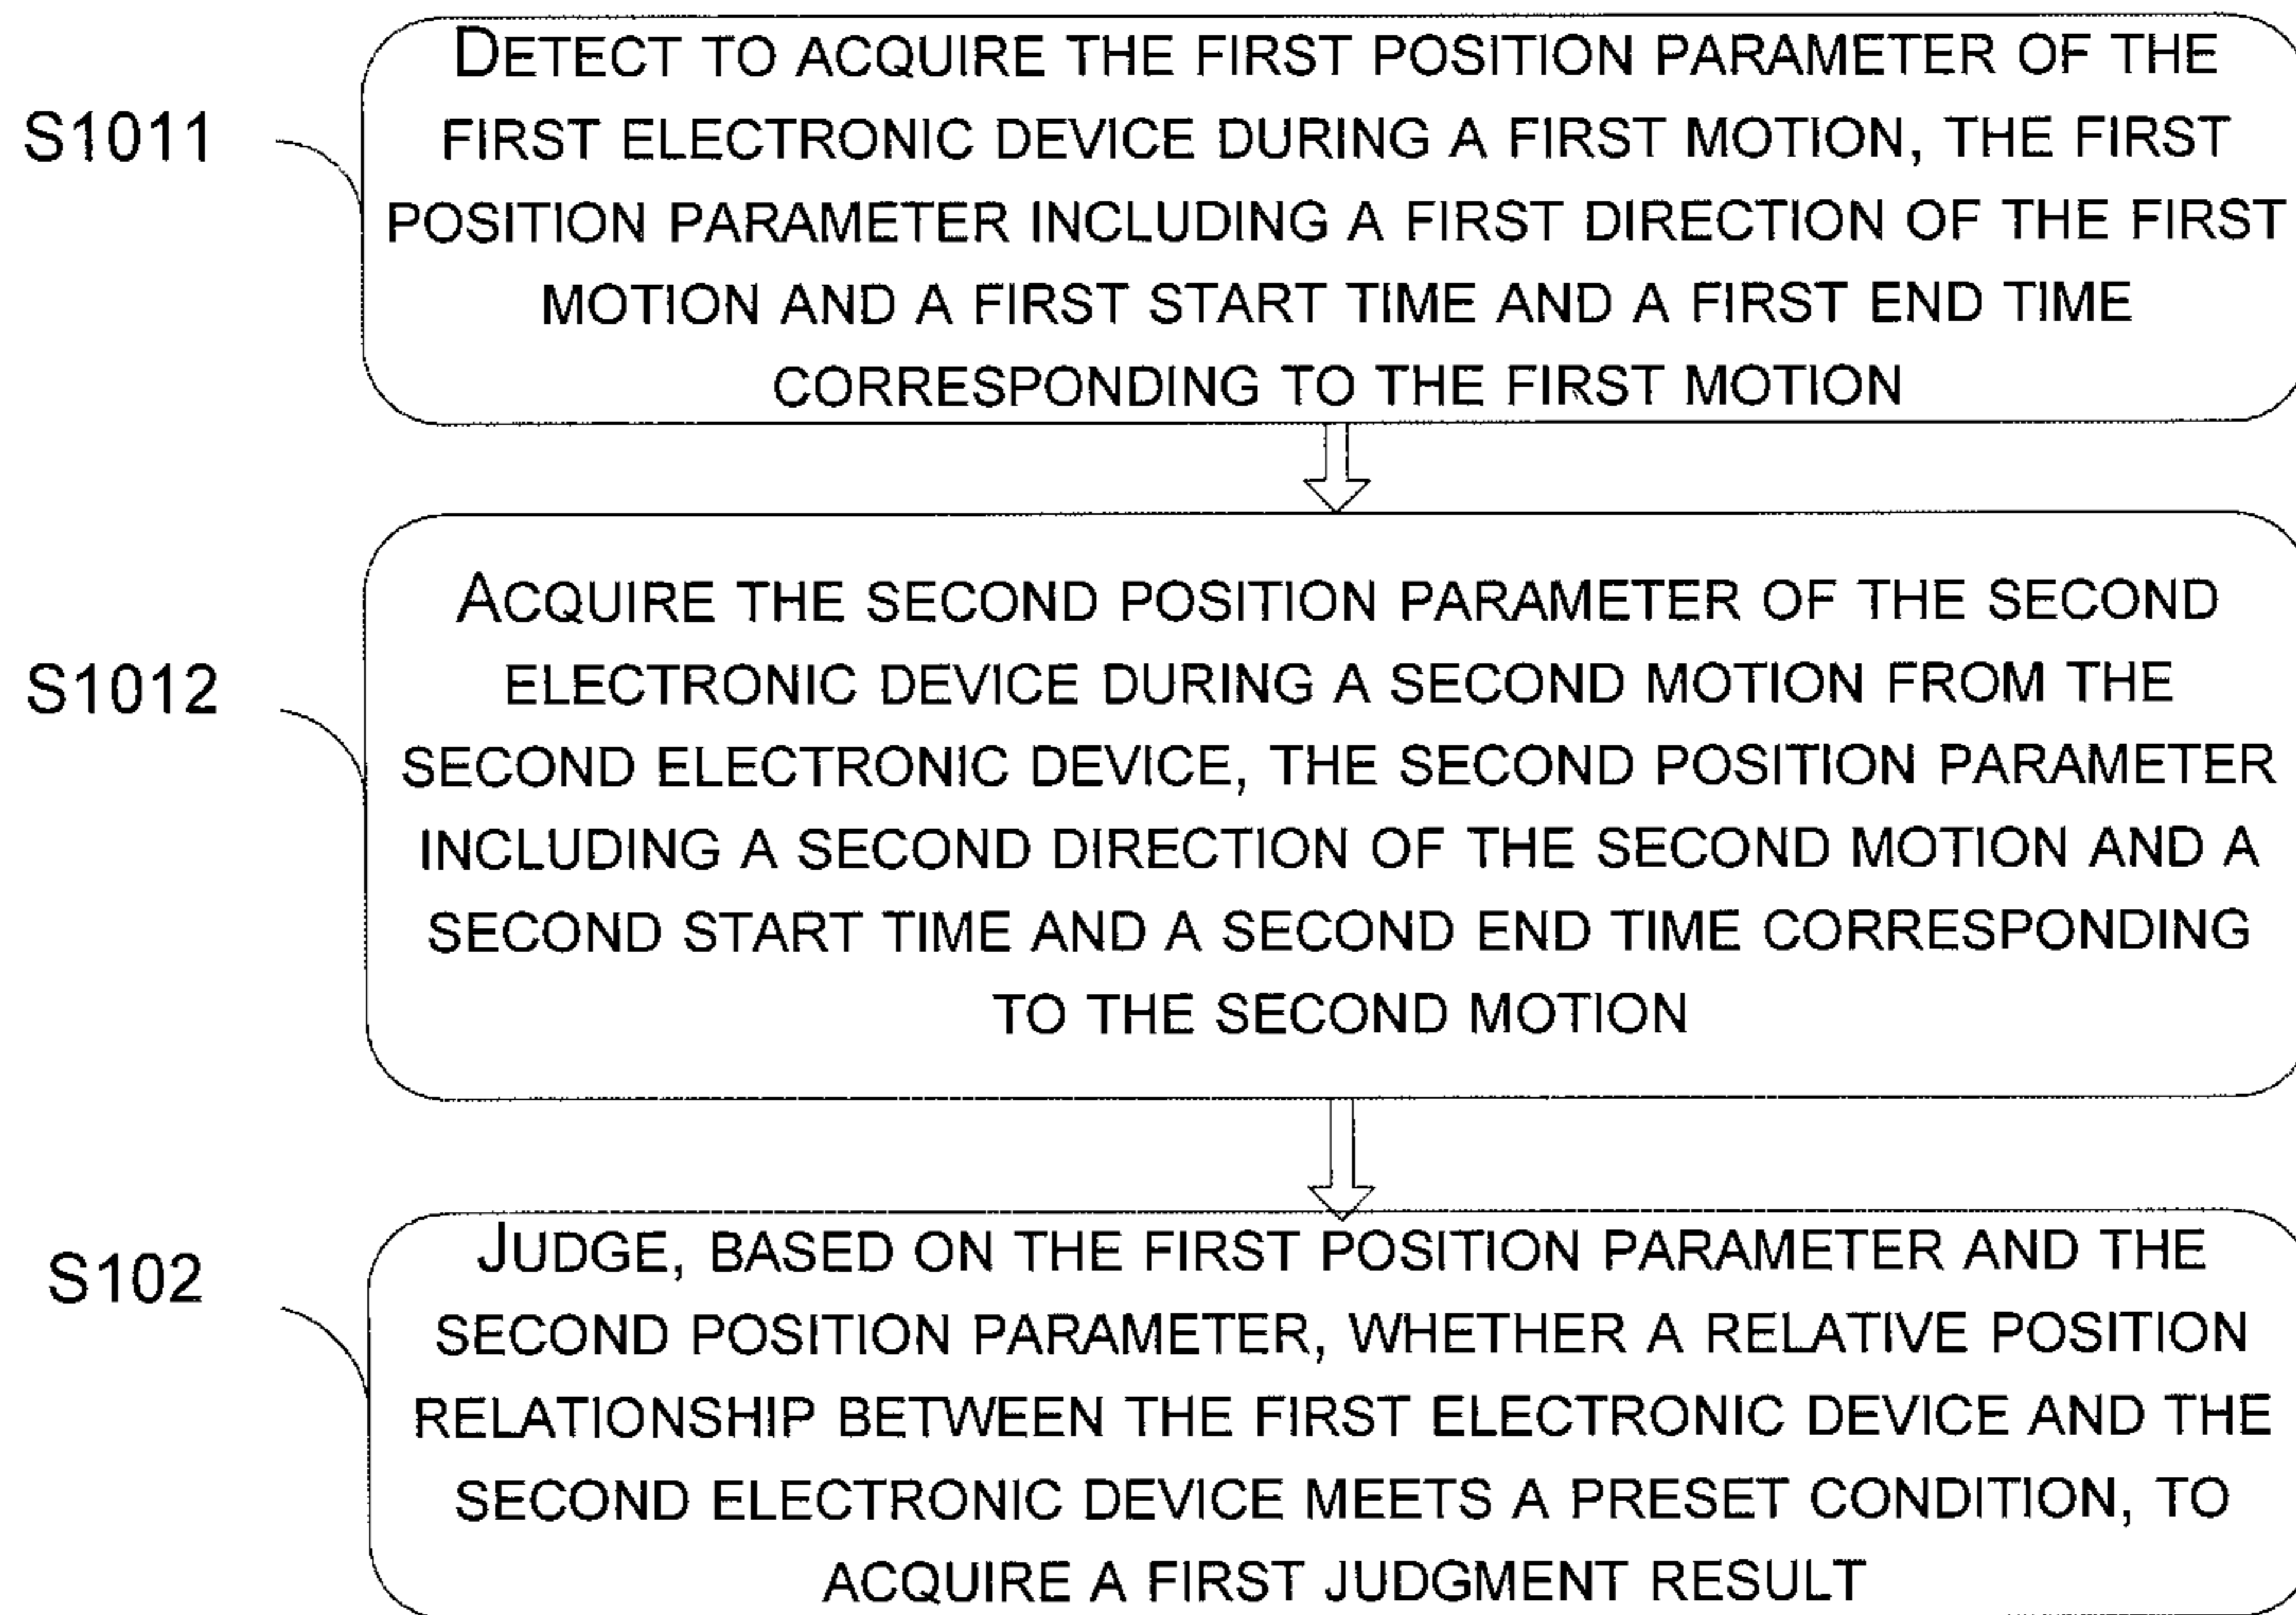 S1011
DETECT TO ACQUIRE THE FIRST POSITION PARAMETER OF THE
FIRST ELECTRONIC DEVICE DURING A FIRST MOTION, THE FIRST
POSITION PARAMETER INCLUDING A FIRST DIRECTION OF THE FIRST
MOTION AND A FIRST START TIME AND A FIRST END TIME
CORRESPONDING TO THE FIRST MOTION
S1012
ACQUIRE THE SECOND POSITION PARAMETER OF THE SECOND
ELECTRONIC DEVICE DURING A SECOND MOTION FROM THE
SECOND ELECTRONIC DEVICE, THE SECOND POSITION PARAMETER
INCLUDING A SECOND DIRECTION OF THE SECOND MOTION AND A
SECOND START TIME AND A SECOND END TIME CORRESPONDING
TO THE SECOND MOTION
S102
JUDGE, BASED ON THE FIRST POSITION PARAMETER AND THE
SECOND POSITION PARAMETER, WHETHER A RELATIVE POSITION
RELATIONSHIP BETWEEN THE FIRST ELECTRONIC DEVICE AND THE
SECOND ELECTRONIC DEVICE MEETS A PRESET CONDITION, TO
ACQUIRE A FIRST JUDGMENT RESULT